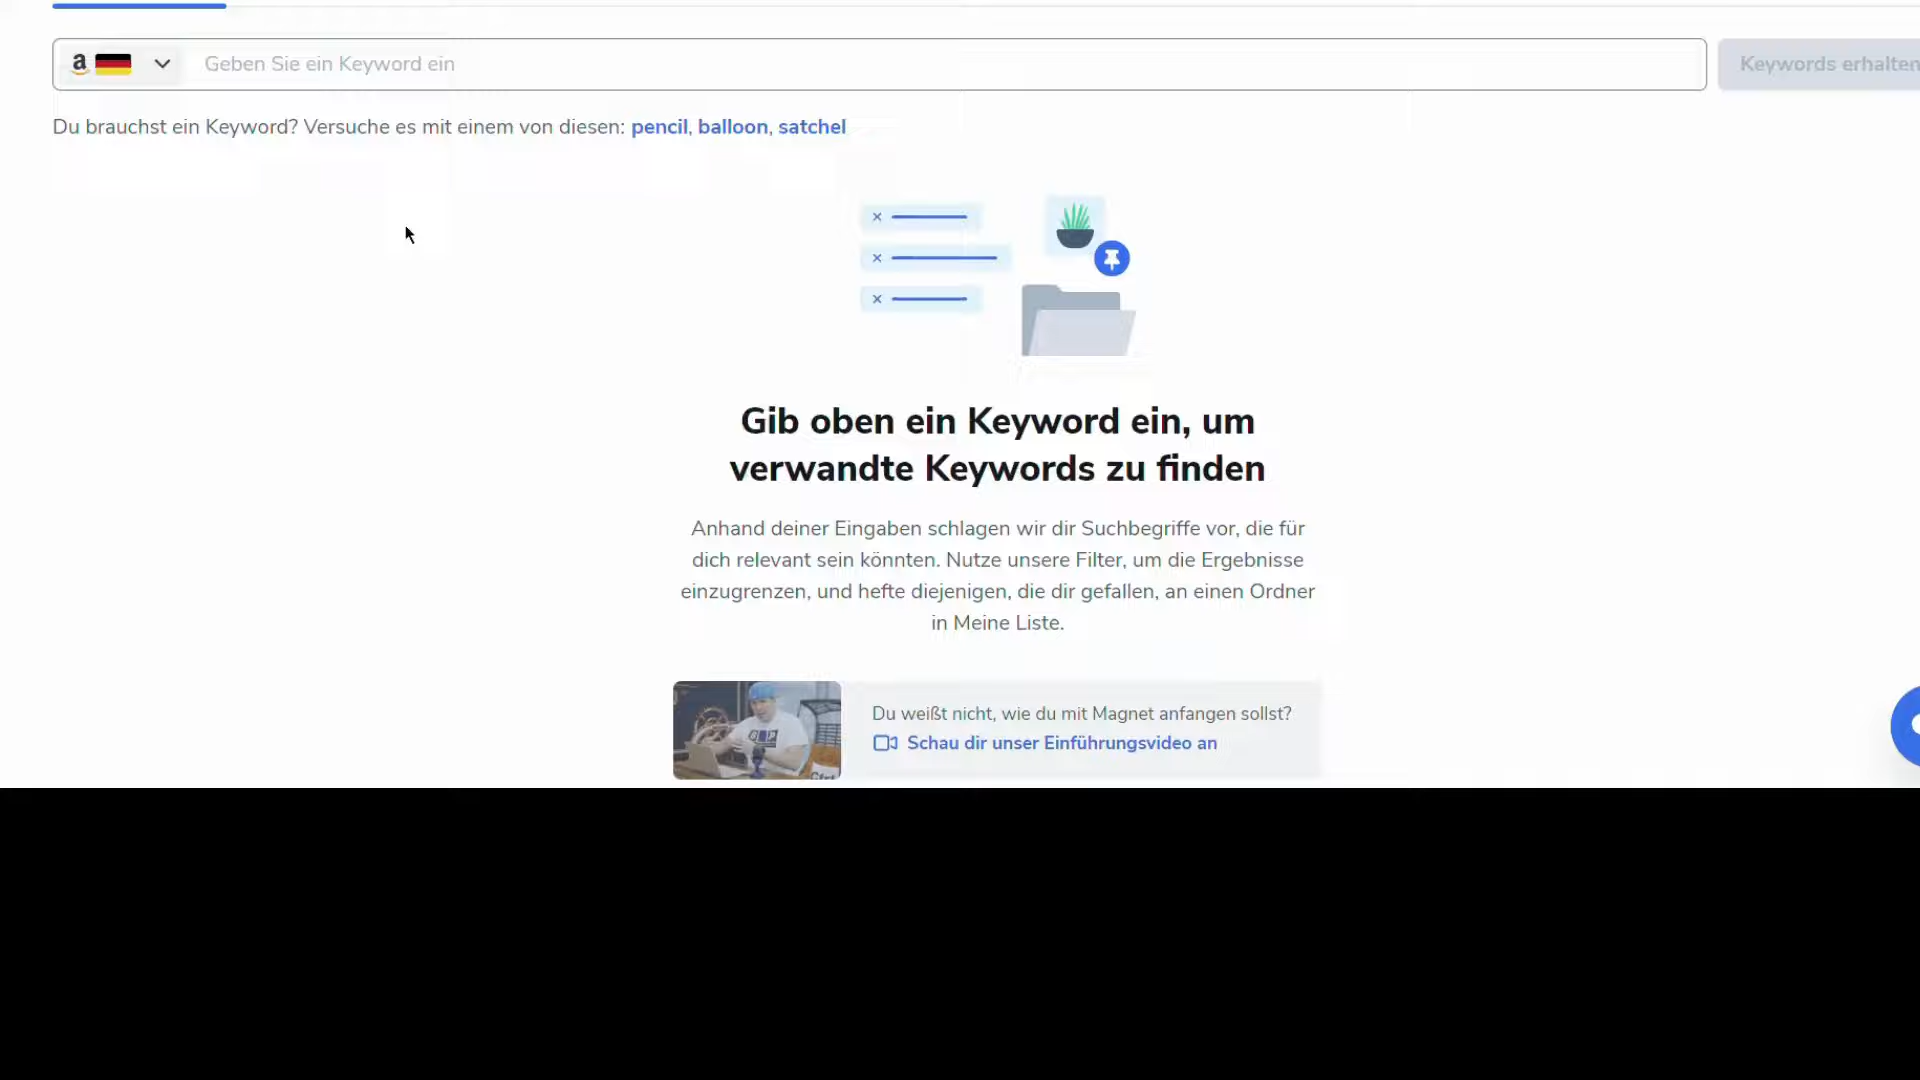 a
Geben Sie ein Keyword ein
Keywords erhalten
Du brauchst ein Keyword? Versuche es mit einem von diesen: pencil, balloon, satchel
Gib oben ein Keyword ein, um
verwandte Keywords zu finden
Anhand deiner Eingaben schlagen wir dir Suchbegriffe vor, die für
dich relevant sein könnten. Nutze unsere Filter, um die Ergebnisse
einzugrenzen, und hefte diejenigen, die dir gefallen, an einen Ordner
in Meine Liste.
Du weißt nicht, wie du mit Magnet anfangen sollst?
Schau dir unser Einführungsvideo an